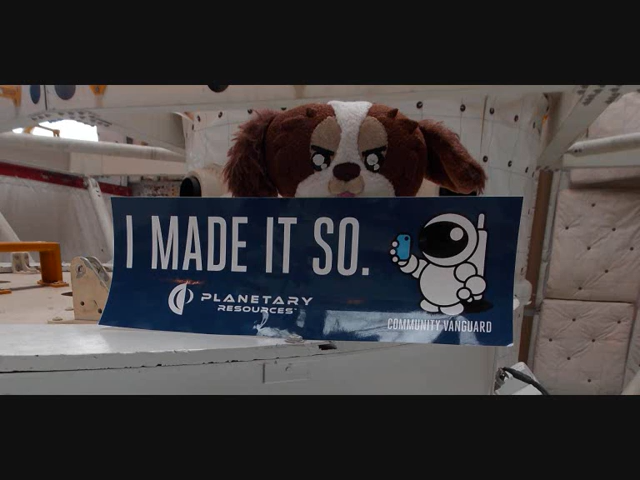 I MADE IT SO.
PLANETARY
RESOURCES
COMMUNITY VANGUARD